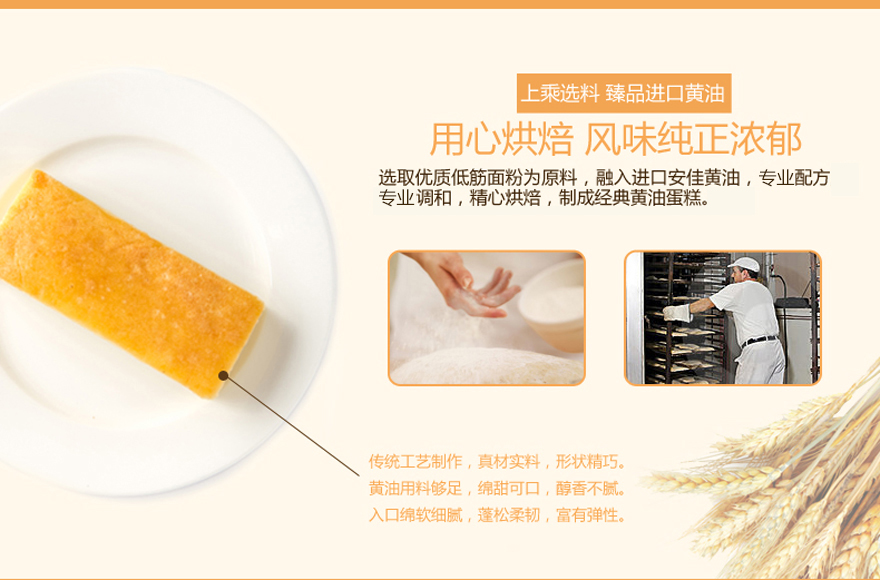 上乘选料 臻品进口黄油
用心烘焙 风味纯正浓郁
选取优质低筋面粉为原料，融入进口安佳黄油，专业配方
专业调和，精心烘焙，制成经典黄油蛋糕。
传统工艺制作，真材实料，形状精巧。
黄油用料够足，绵甜可口，醇香不腻。
入口绵软细腻，蓬松柔韧，富有弹性。